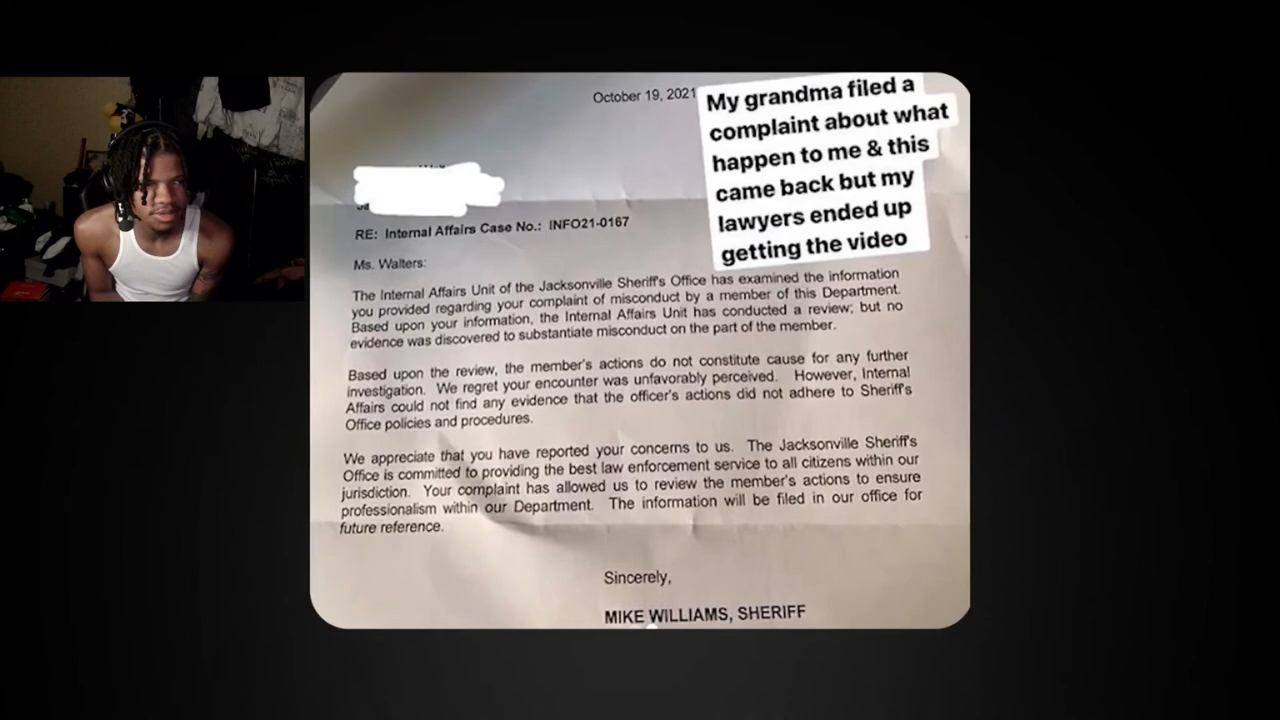 October 19, 2021
My grandma filed a
complaint about what
happen to me & this
came back but my
lawyers ended up
getting the video
RE: Internal Affairs Case No.: INFO21-0167
Ms. Walters:
The Internal Affairs Unit of the Jacksonville Sheriff's Office has examined the information
you provided regarding your complaint of misconduct by a member of this Department.
Based upon your information, the Internal Affairs Unit has conducted a review; but no
evidence was discovered to substantiate misconduct on the part of the member.
Based upon the review, the member's actions do not constitute cause for any further
investigation. We regret your encounter was unfavorably perceived. However, Internal
Affairs could not find any evidence that the officer's actions did not adhere to Sheriff's
Office policies and procedures.
We appreciate that you have reported your concerns to us. The Jacksonville Sheriff's
Office is committed to providing the best law enforcement service to all citizens within our
jurisdiction. Your complaint has allowed us to review the member's actions to ensure
professionalism within our Department. The information will be filed in our office for
future reference.
Sincerely,
MIKE WILLIAMS, SHERIFF